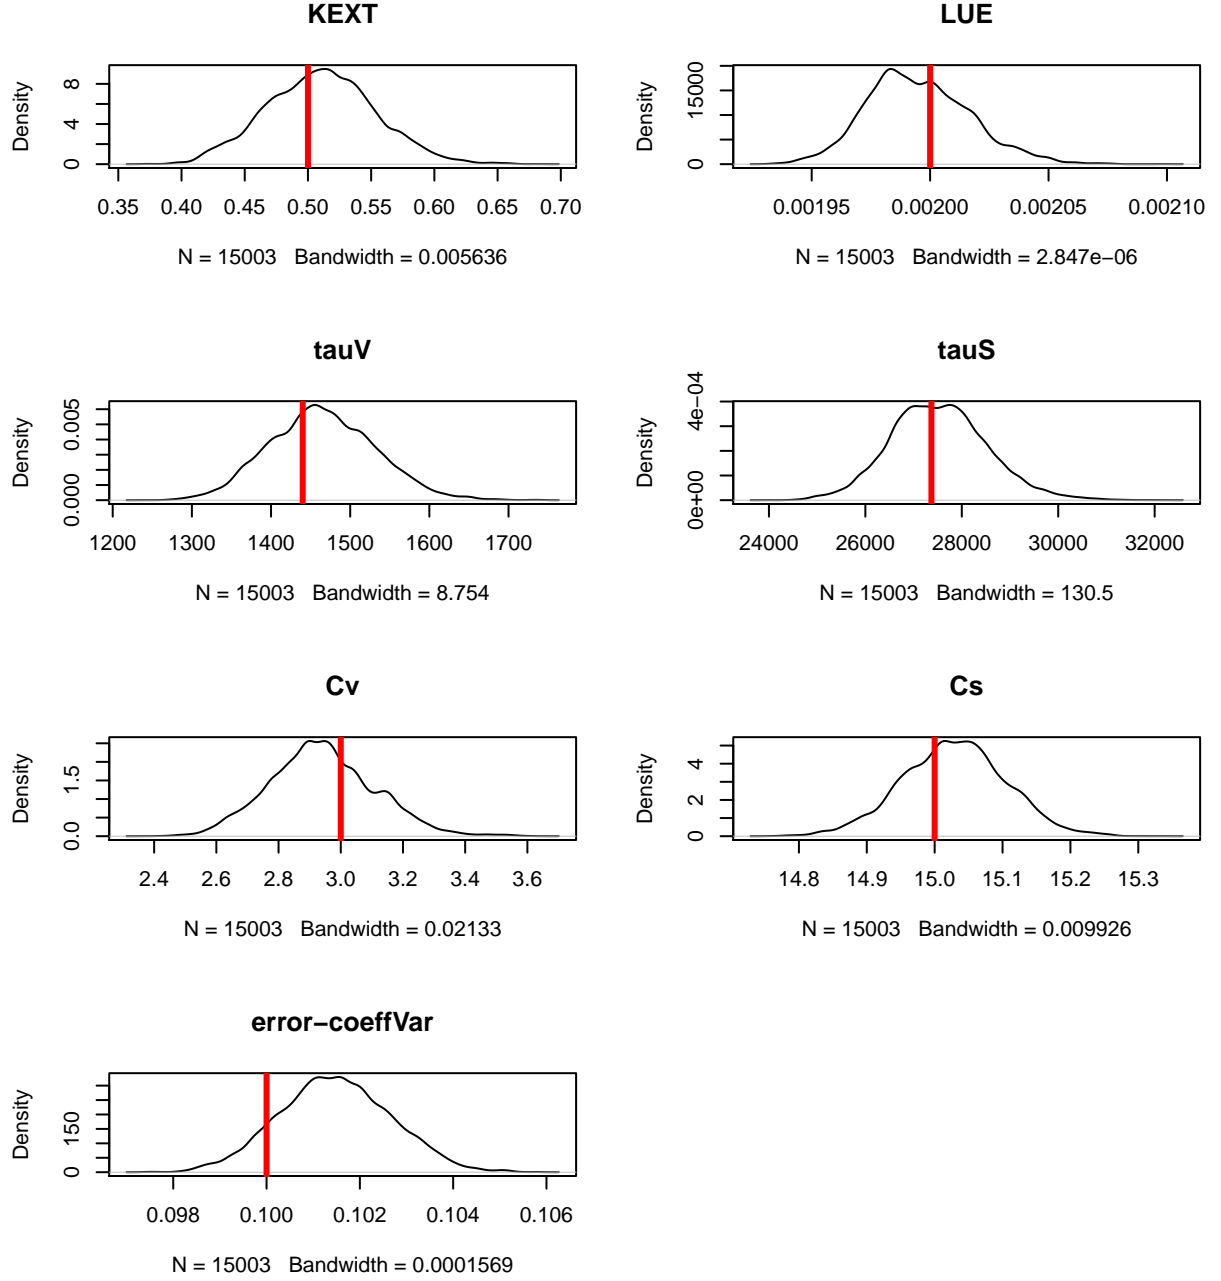 KEXT
Density
0 4 8
0.35 0.40 0.45 0.50 0.55 0.60 0.65 0.70
N = 15003 Bandwidth = 0.005636
LUE
Density
0 15000
0.00195 0.00200 0.00205 0.00210
N = 15003 Bandwidth = 2.847e−06
tauV
Density
0.000 0.005
1200 1300 1400 1500 1600 1700
N = 15003 Bandwidth = 8.754
tauS
Density
0e+00 4e−04
24000 26000 28000 30000 32000
N = 15003 Bandwidth = 130.5
Cv
Density
0.0 1.5
2.4 2.6 2.8 3.0 3.2 3.4 3.6
N = 15003 Bandwidth = 0.02133
Cs
Density
0 2 4
14.8 14.9 15.0 15.1 15.2 15.3
N = 15003 Bandwidth = 0.009926
error−coeffVar
Density
0 150
0.098 0.100 0.102 0.104 0.106
N = 15003 Bandwidth = 0.0001569